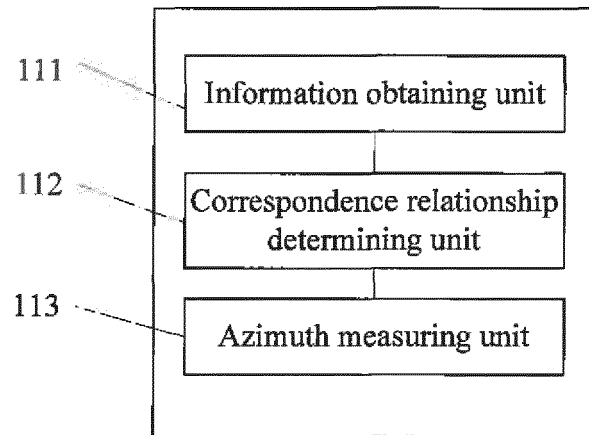 111
Information obtaining unit
112
Correspondence relationship
determining unit
113
Azimuth measuring unit